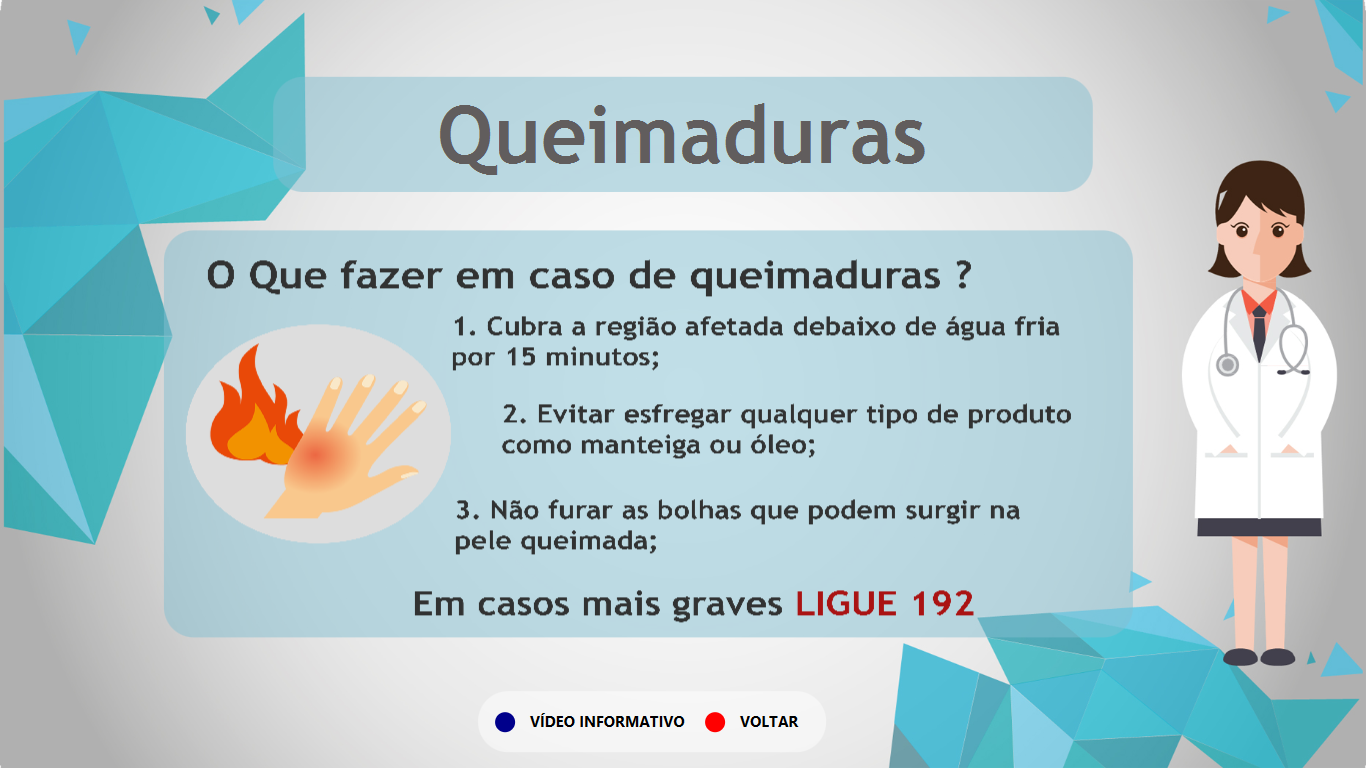 Queimaduras
O Que fazer em caso de queimaduras ?
1. Cubra a região afetada debaixo de água fria
por 15 minutos;
2. Evitar esfregar qualquer tipo de produto
como manteiga ou óleo;
3. Não furar as bolhas que podem surgir na
pele queimada;
Em casos mais graves LIGUE 192
VÍDEO INFORMATIVO VOLTAR